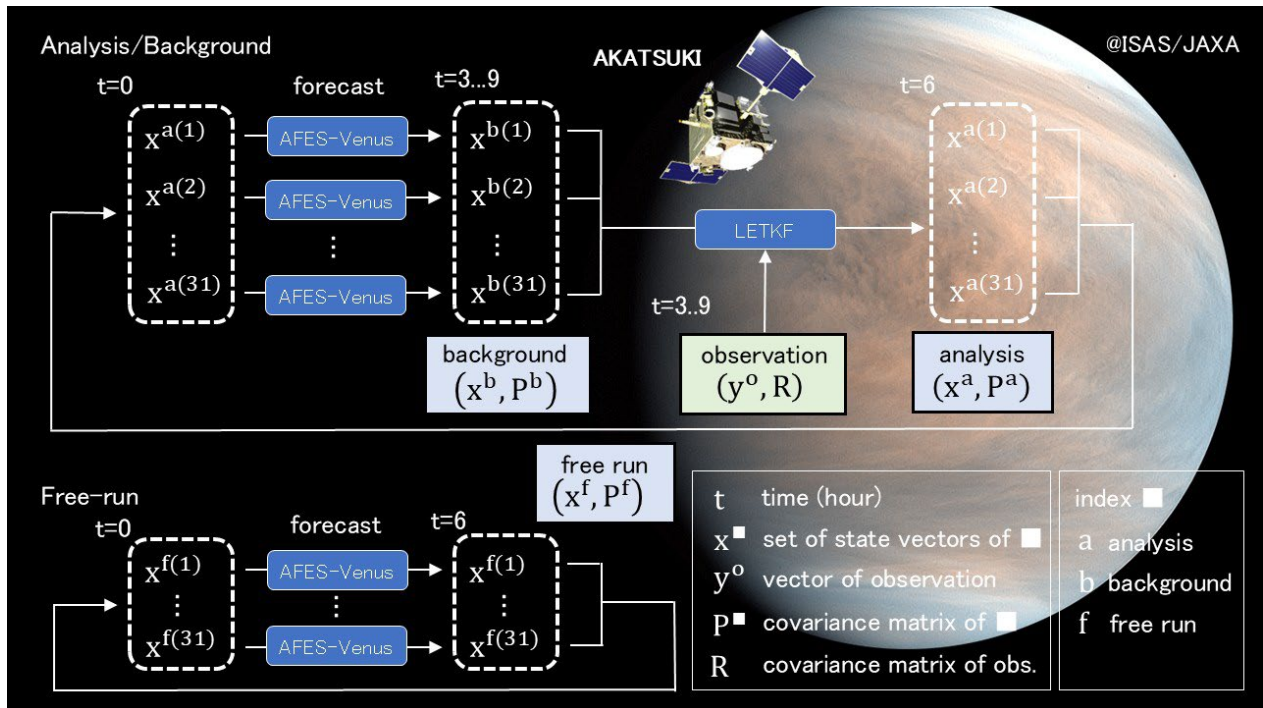 Analysis/Background
@ISAS/JAXA
AKATSUKI
t=0
forecast
t=3...9
t=6
x^a(1)
AFES-Venus
x^b(1)
x^a(1)
x^a(2)
AFES-Venus
x^b(2)
x^a(2)
LETKF
⋮
⋮
⋮
⋮
x^a(31)
AFES-Venus
x^b(31)
x^a(31)
t=3..9
background
(x^b, P^b)
observation
(y^o, R)
analysis
(x^a, P^a)
free run
(x^f, P^f)
Free-run
t=0
forecast
t=6
x^f(1)
AFES-Venus
x^f(1)
⋮
⋮
⋮
x^f(31)
AFES-Venus
x^f(31)
t time (hour)
x^■ set of state vectors of ■
y^o vector of observation
P^■ covariance matrix of ■
R covariance matrix of obs.
index ■
a analysis
b background
f free run